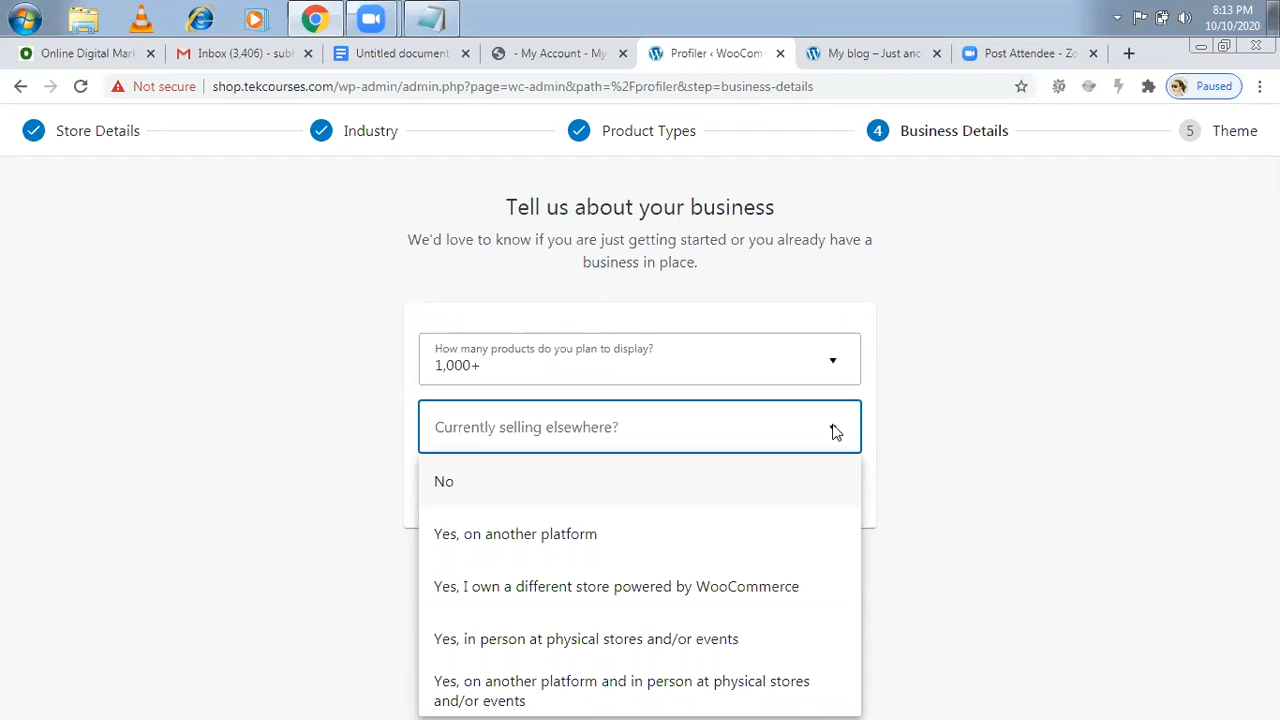 8:13 PM
10/10/2020
Online Digital Mark
Inbox (3,405) - sub
Untitled document
- My Account - My
Profiler ‹ WooCom
My blog – Just ano
Post Attendee - Zo
Not secure
shop.tekcourses.com/wp-admin/admin.php?page=wc-admin&path=%2Fprofiler&step=business-details
Paused
Store Details
Industry
Product Types
4 Business Details
5 Theme
Tell us about your business
We'd love to know if you are just getting started or you already have a
business in place.
How many products do you plan to display?
1,000+
Currently selling elsewhere?
No
Yes, on another platform
Yes, I own a different store powered by WooCommerce
Yes, in person at physical stores and/or events
Yes, on another platform and in person at physical stores
and/or events